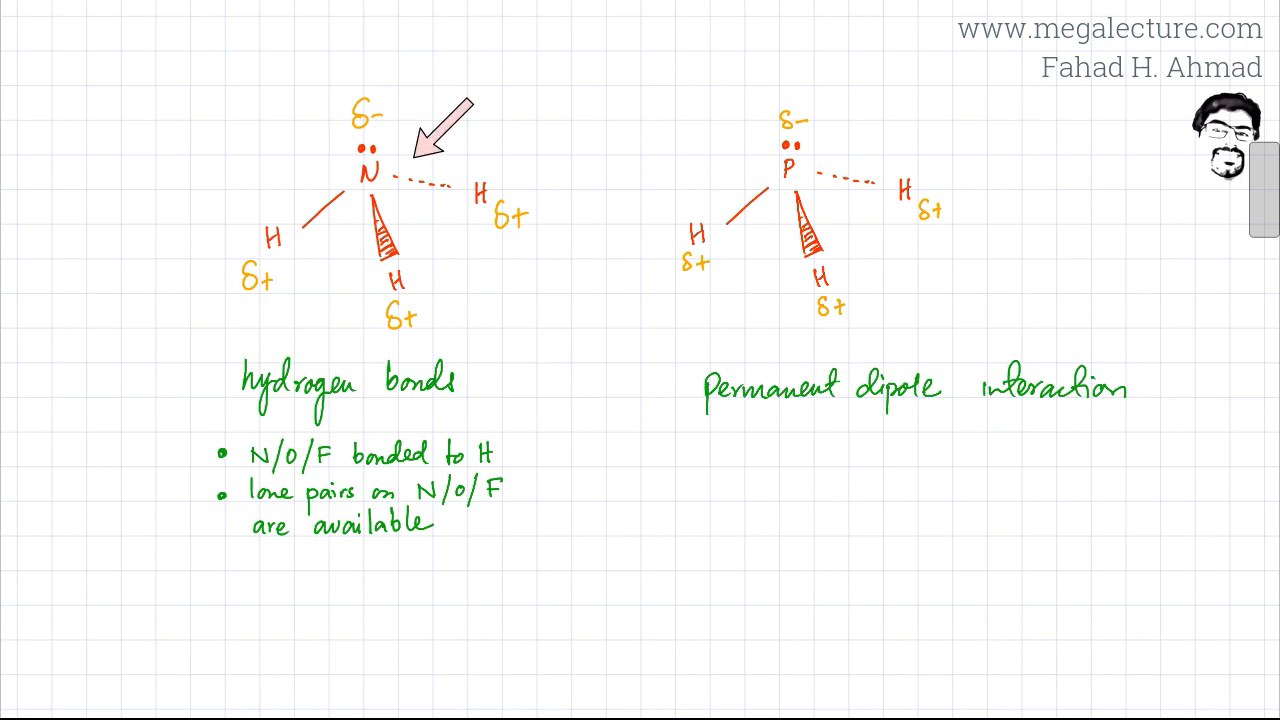 www.megalecture.com
Fahad H. Ahmad
δ-
N
H
δ+
H
δ+
H
δ+
δ-
P
H
δ+
H
δ+
H
δ+
hydrogen bonds
• N/O/F bonded to H
• lone pairs on N/O/F
are available
permanent dipole interaction